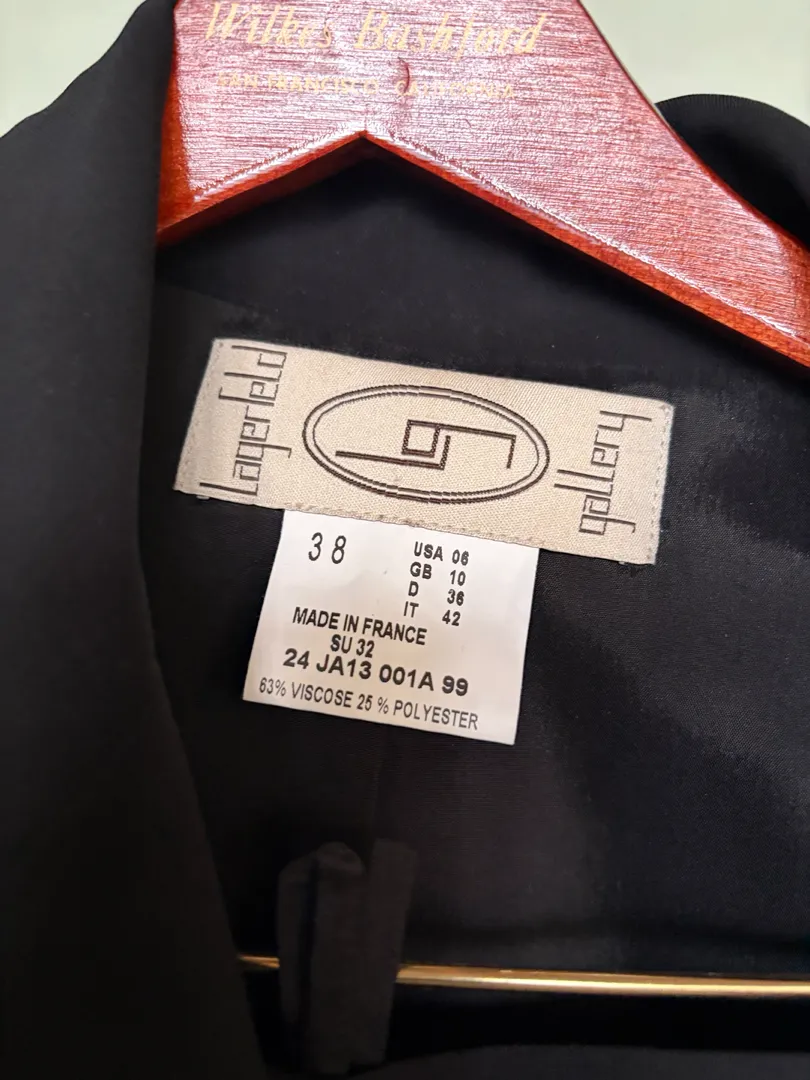 Wilkes Bashford
SAN FRANCISCO, CALIFORNIA
Lagerfeld
gallery
38
USA 06
GB 10
D 36
IT 42
MADE IN FRANCE
SU 32
24 JA13 001A 99
63% VISCOSE 25 % POLYESTER